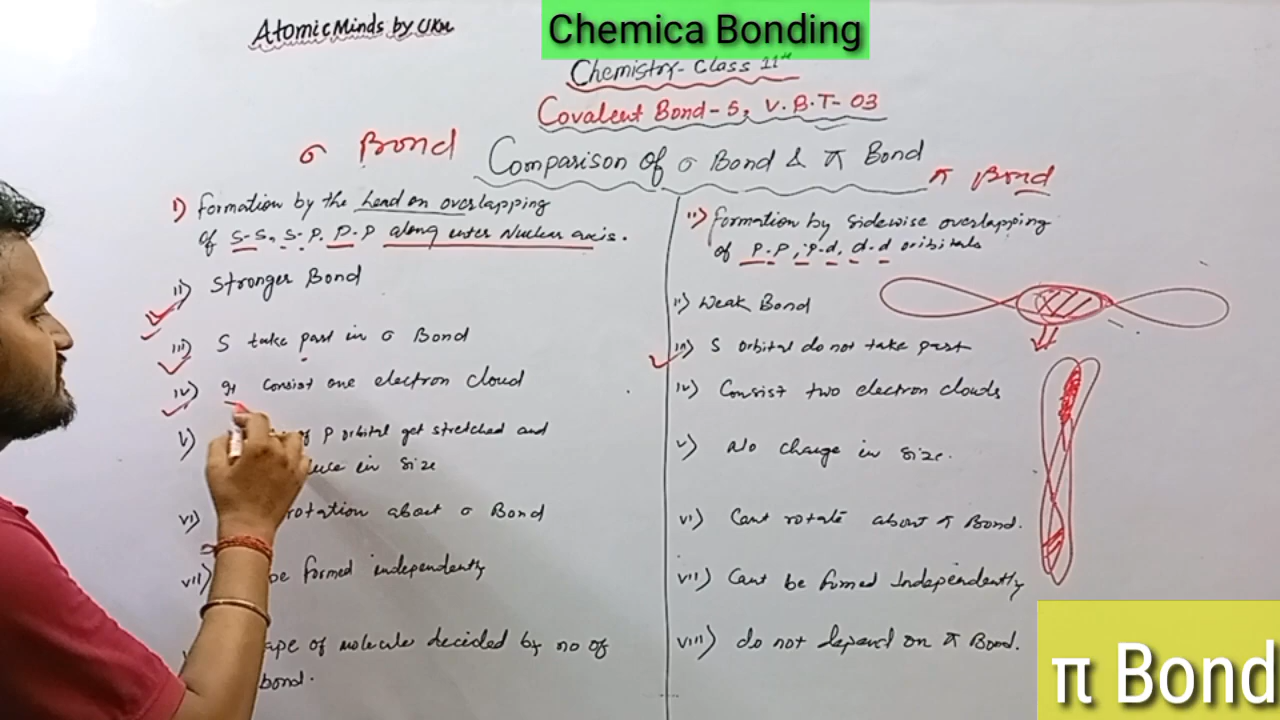 Chemica Bonding
Atomic Minds by UKM
Chemistry- Class 11th
Covalent Bond - 5, V.B.T- 03
σ Bond
Comparison of σ Bond & π Bond
π Bond
i) formation by the head on overlapping
of S-S, S-P, P-P along inter Nuclear axis.
ii) Stronger Bond
iii) S take part in σ Bond
iv) It consist one electron cloud
v) of P orbital get stretched and
in size
vi) rotation about σ Bond
vii) be formed independently
of molecule decided by no of
bond.
i) formation by sidewise overlapping
of P-P, P-d, d-d orbitals
ii) Weak Bond
iii) S orbital do not take part
iv) Consist two electron clouds
v) No change in size.
vi) Cant rotate about π Bond.
vii) Cant be formed Independently
viii) do not depend on π Bond.
π Bond